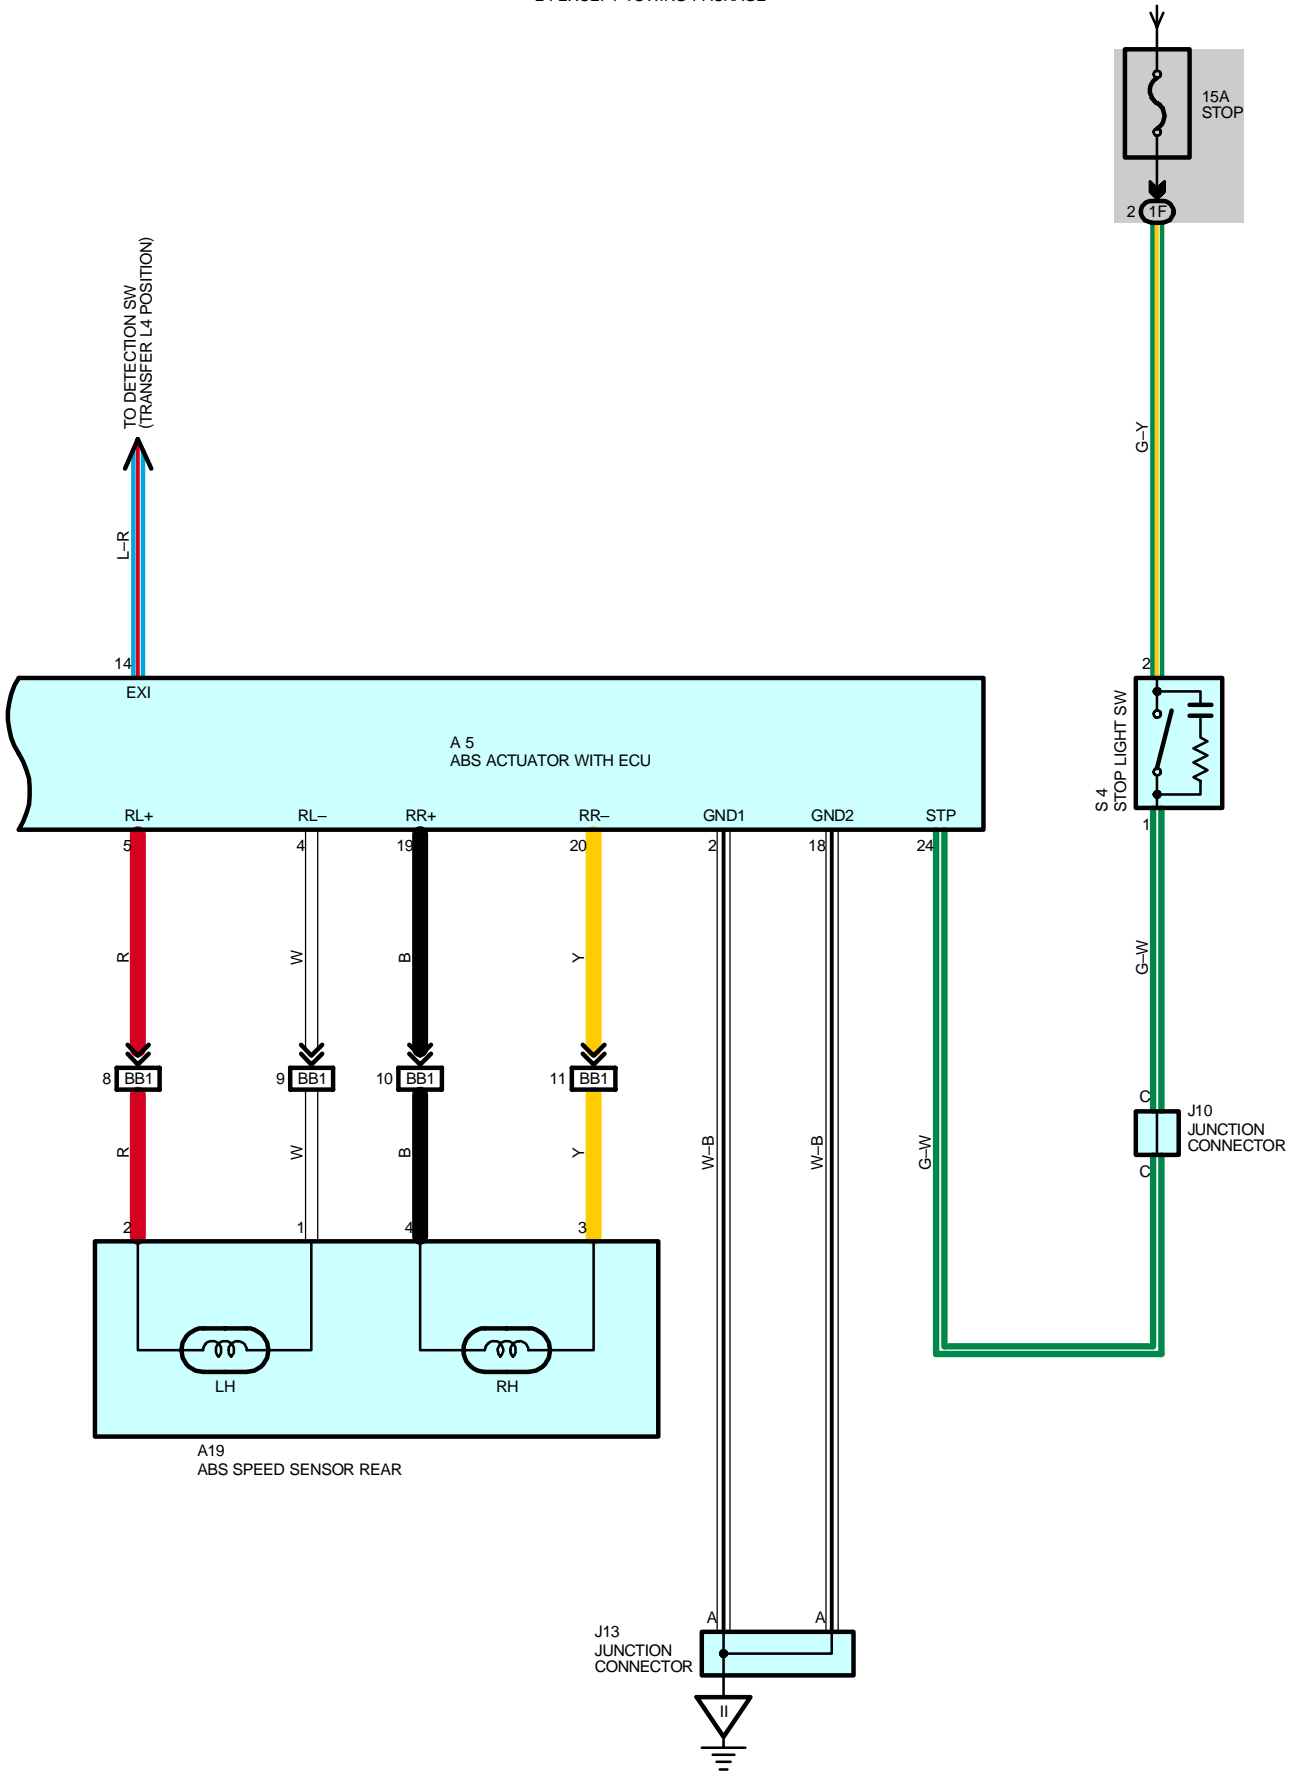 15A
STOP
2 1F
TO DETECTION SW
(TRANSFER L4 POSITION)
G–Y
L–R
14
EXI
2
A 5
ABS ACTUATOR WITH ECU
S 4
STOP LIGHT SW
RL+ RL– RR+ RR– GND1 GND2 STP
1
5 4 19 20 2 18 24
R W B Y G–W
8 BB1 9 BB1 10 BB1 11 BB1
C
J10
JUNCTION
CONNECTOR
R W B Y W–B W–B G–W
C
2 1 4 3
LH RH
A19
ABS SPEED SENSOR REAR
A A
J13
JUNCTION
CONNECTOR
II